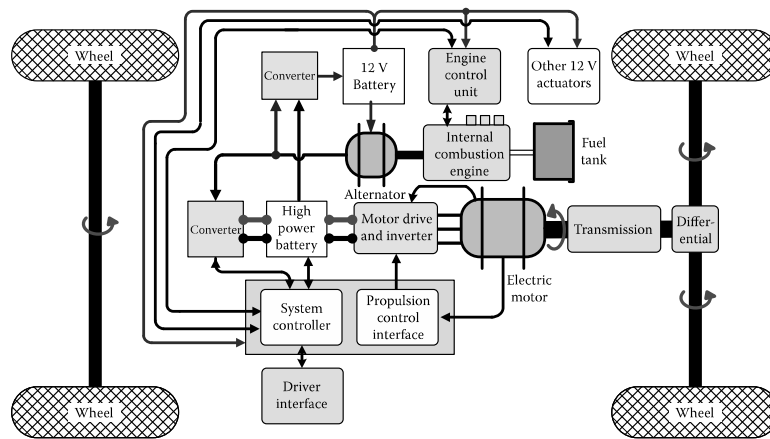 Wheel
Wheel
Converter
12 V
Battery
Engine
control
unit
Other 12 V
actuators
Internal
combustion
engine
Fuel
tank
Alternator
Converter
High
power
battery
Motor drive
and inverter
Transmission
Differ-
ential
Electric
motor
System
controller
Propulsion
control
interface
Driver
interface
Wheel
Wheel